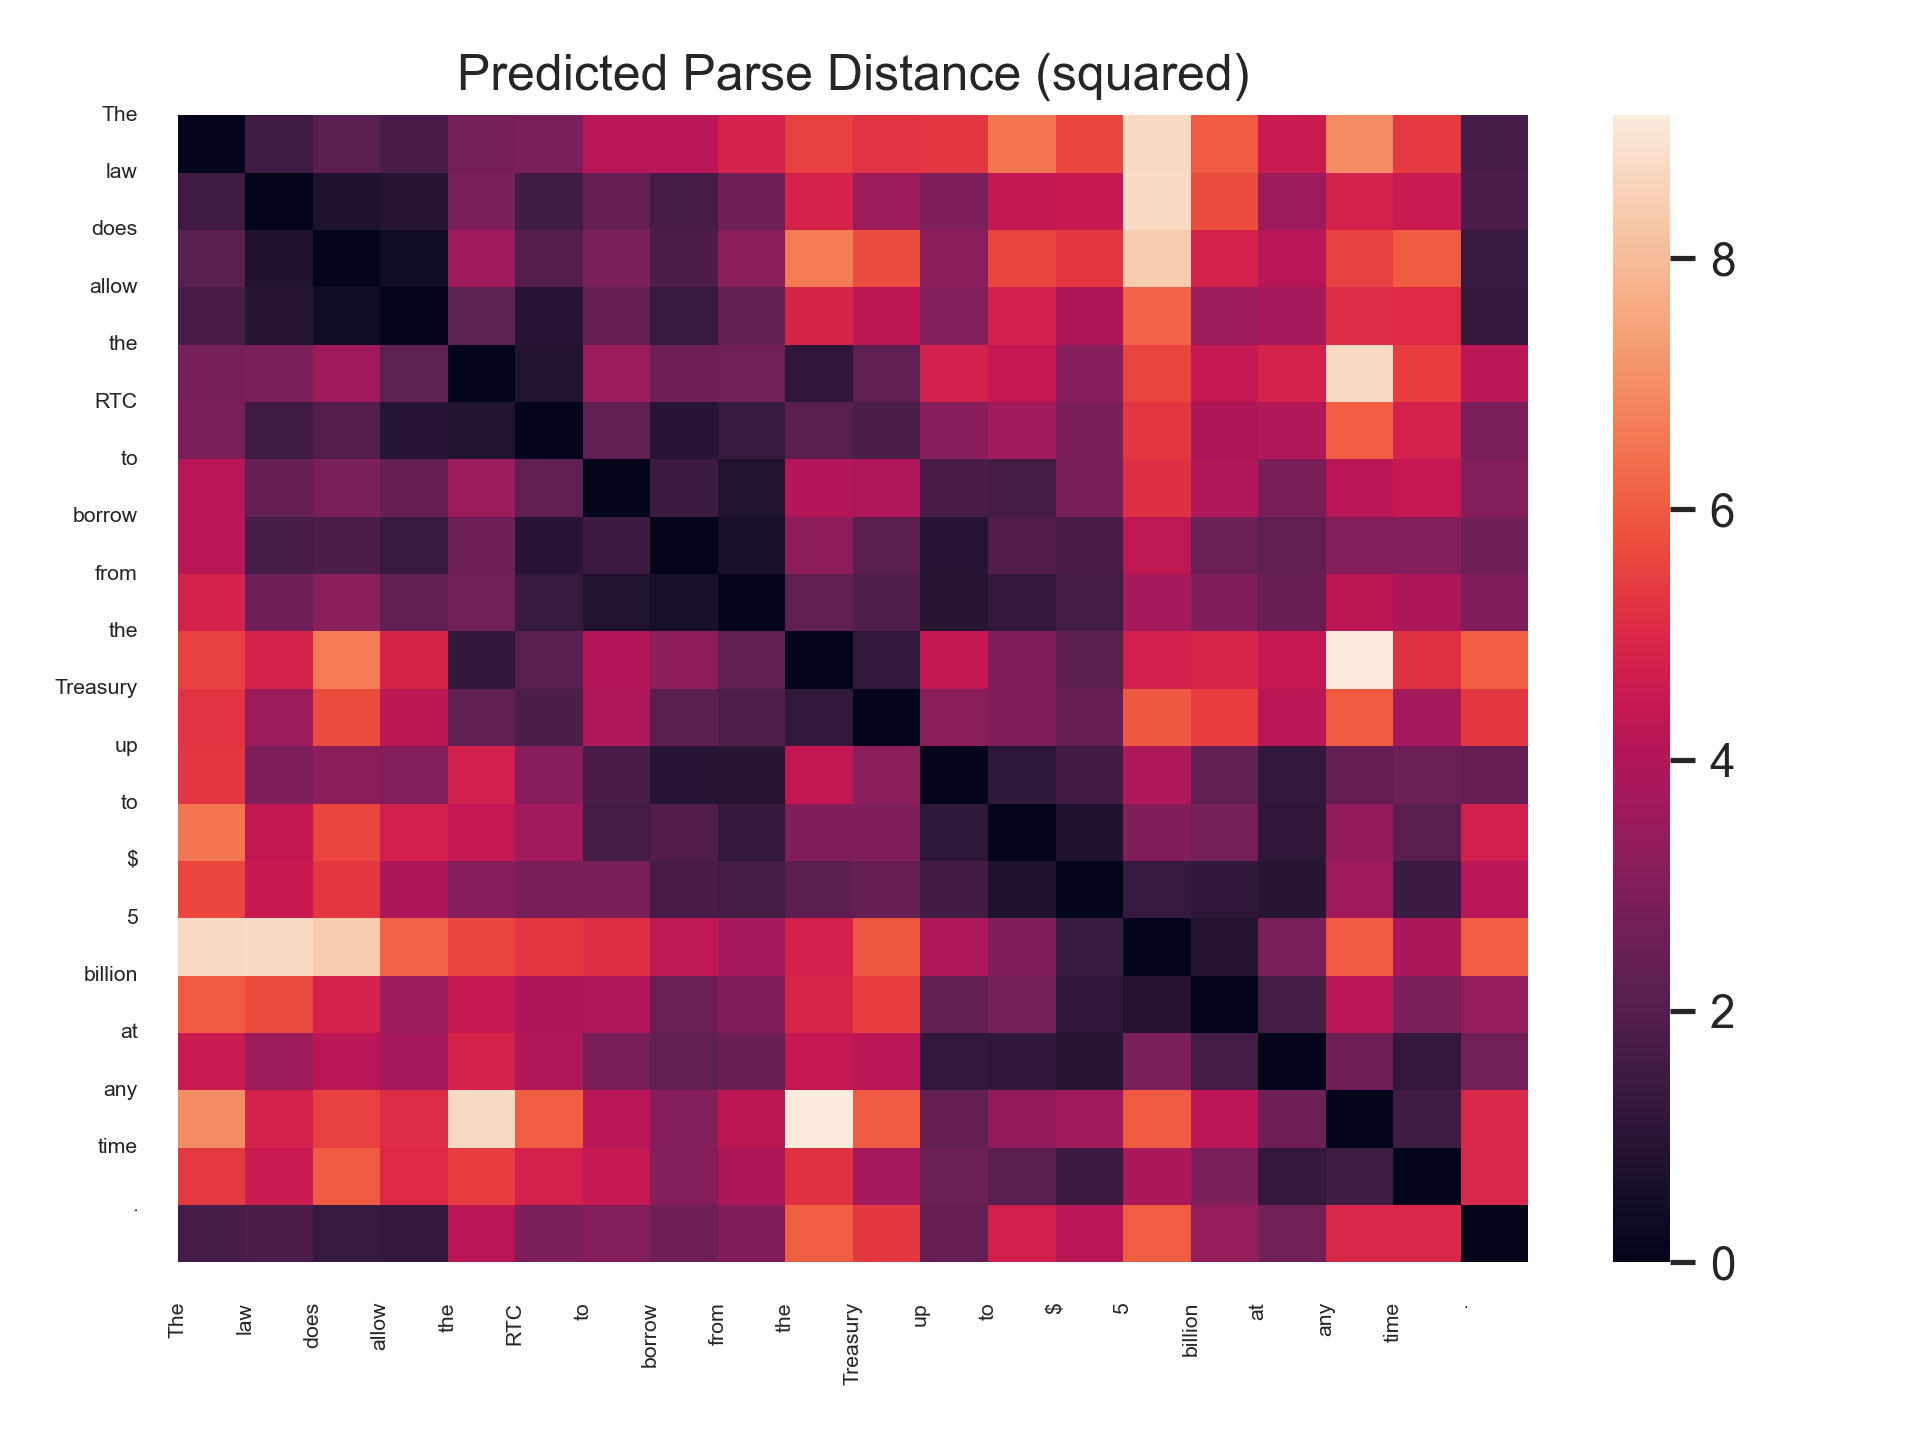 Predicted Parse Distance (squared)
The
law
does
allow
the
RTC
to
borrow
from
the
Treasury
up
to
$
5
billion
at
any
time
.
8
6
4
2
0
The
law
does
allow
the
RTC
to
borrow
from
the
Treasury
up
to
$
5
billion
at
any
time
.